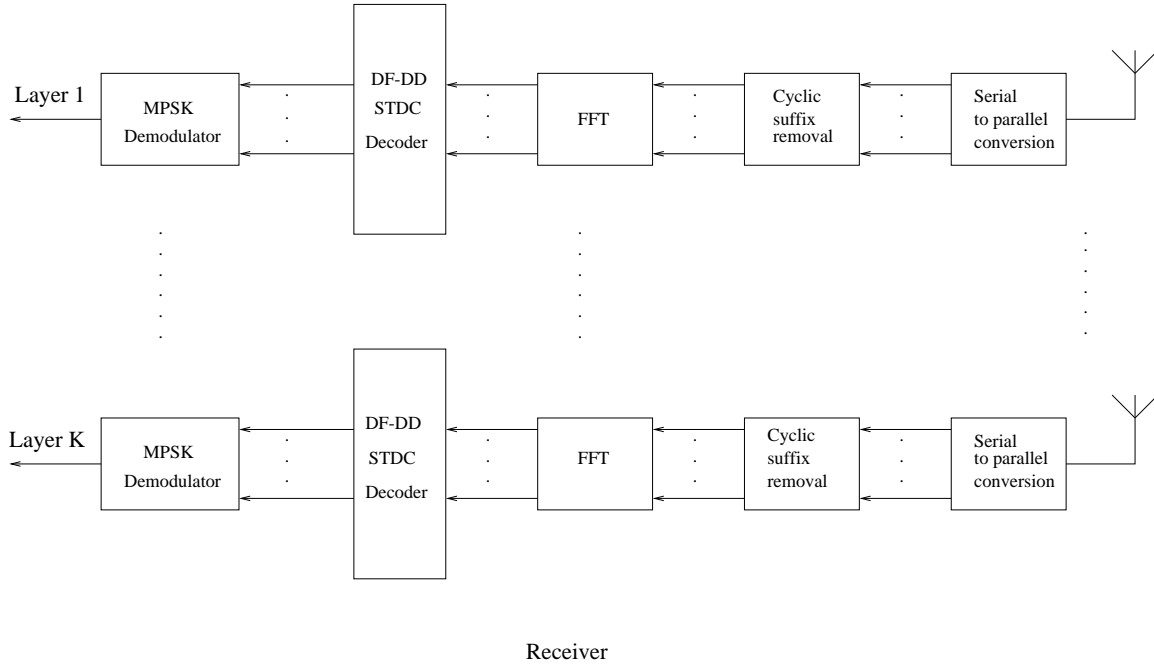 Layer 1
MPSK
Demodulator
DF-DD
STDC
Decoder
FFT
Cyclic
suffix
removal
Serial
to parallel
conversion
Layer K
MPSK
Demodulator
DF-DD
STDC
Decoder
FFT
Cyclic
suffix
removal
Serial
to parallel
conversion
Receiver